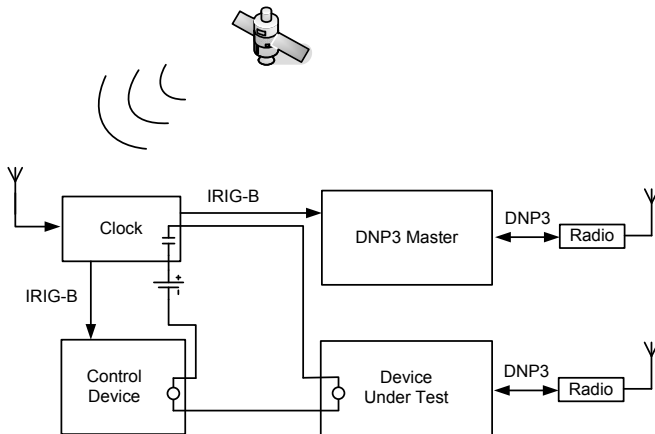 IRIG-B
Clock
DNP3 Master
DNP3
Radio
IRIG-B
+
-
Control
Device
Device
Under Test
DNP3
Radio